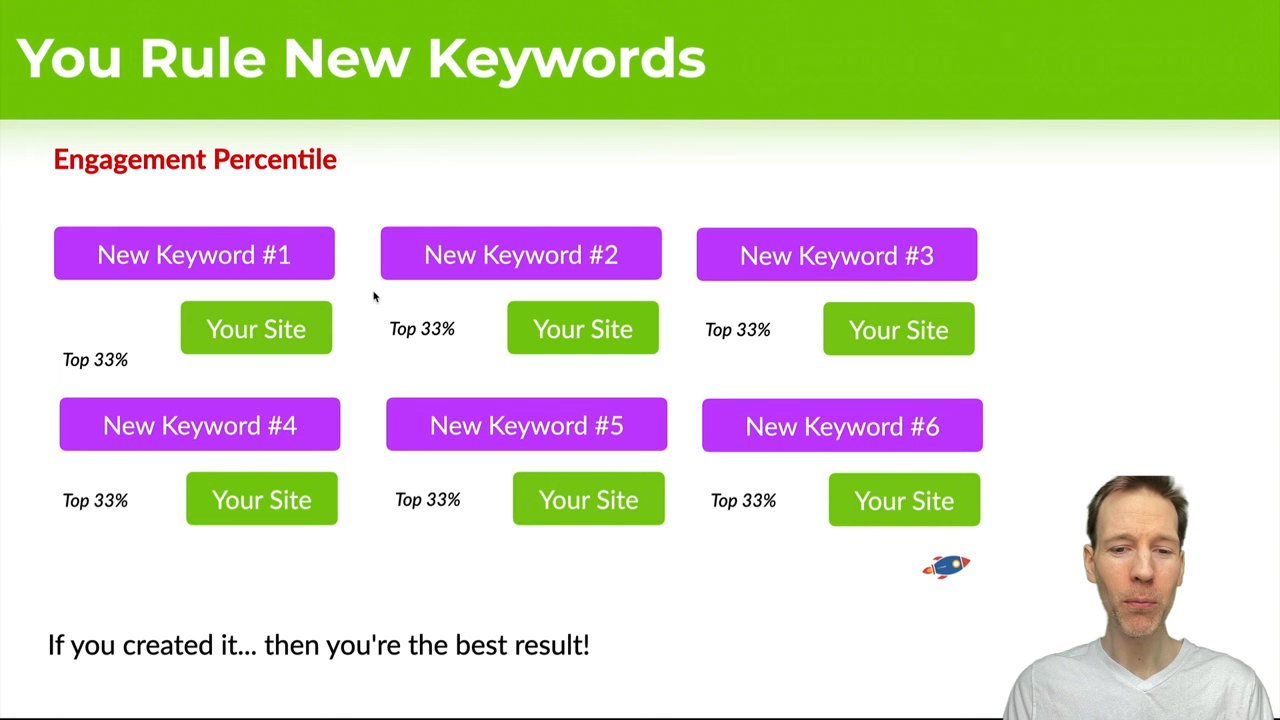 You Rule New Keywords
Engagement Percentile
New Keyword #1
New Keyword #2
New Keyword #3
Top 33%
Your Site
Top 33%
Your Site
Top 33%
Your Site
New Keyword #4
New Keyword #5
New Keyword #6
Top 33%
Your Site
Top 33%
Your Site
Top 33%
Your Site
If you created it... then you're the best result!